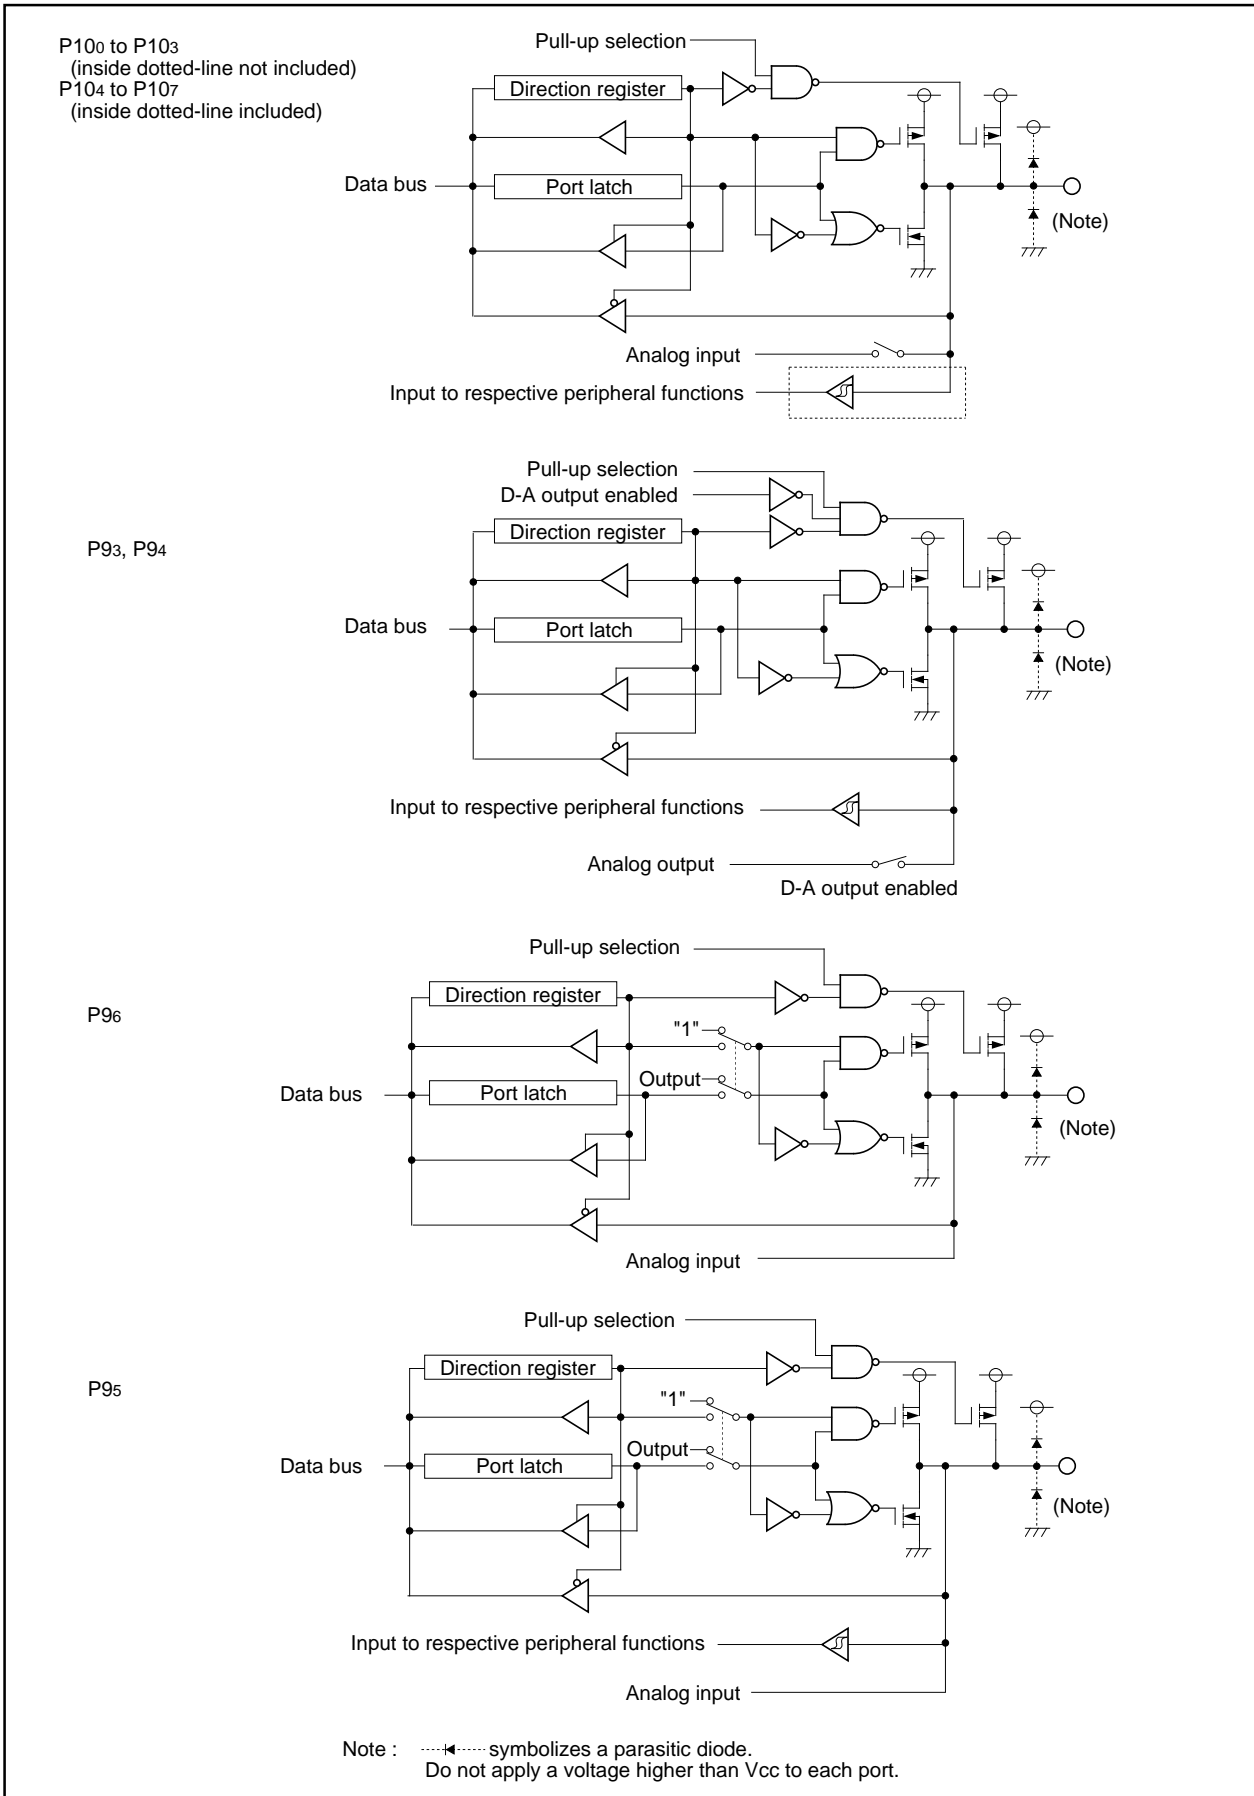 P100 to P103
(inside dotted-line not included)
P104 to P107
(inside dotted-line included)
Pull-up selection
Direction register
Data bus
Port latch
(Note)
Analog input
Input to respective peripheral functions
P93, P94
Pull-up selection
D-A output enabled
Direction register
Data bus
Port latch
(Note)
Input to respective peripheral functions
Analog output
D-A output enabled
P96
Pull-up selection
Direction register
"1"
Output
Data bus
Port latch
(Note)
Analog input
P95
Pull-up selection
Direction register
"1"
Output
Data bus
Port latch
(Note)
Input to respective peripheral functions
Analog input
Note : symbolizes a parasitic diode.
Do not apply a voltage higher than Vcc to each port.